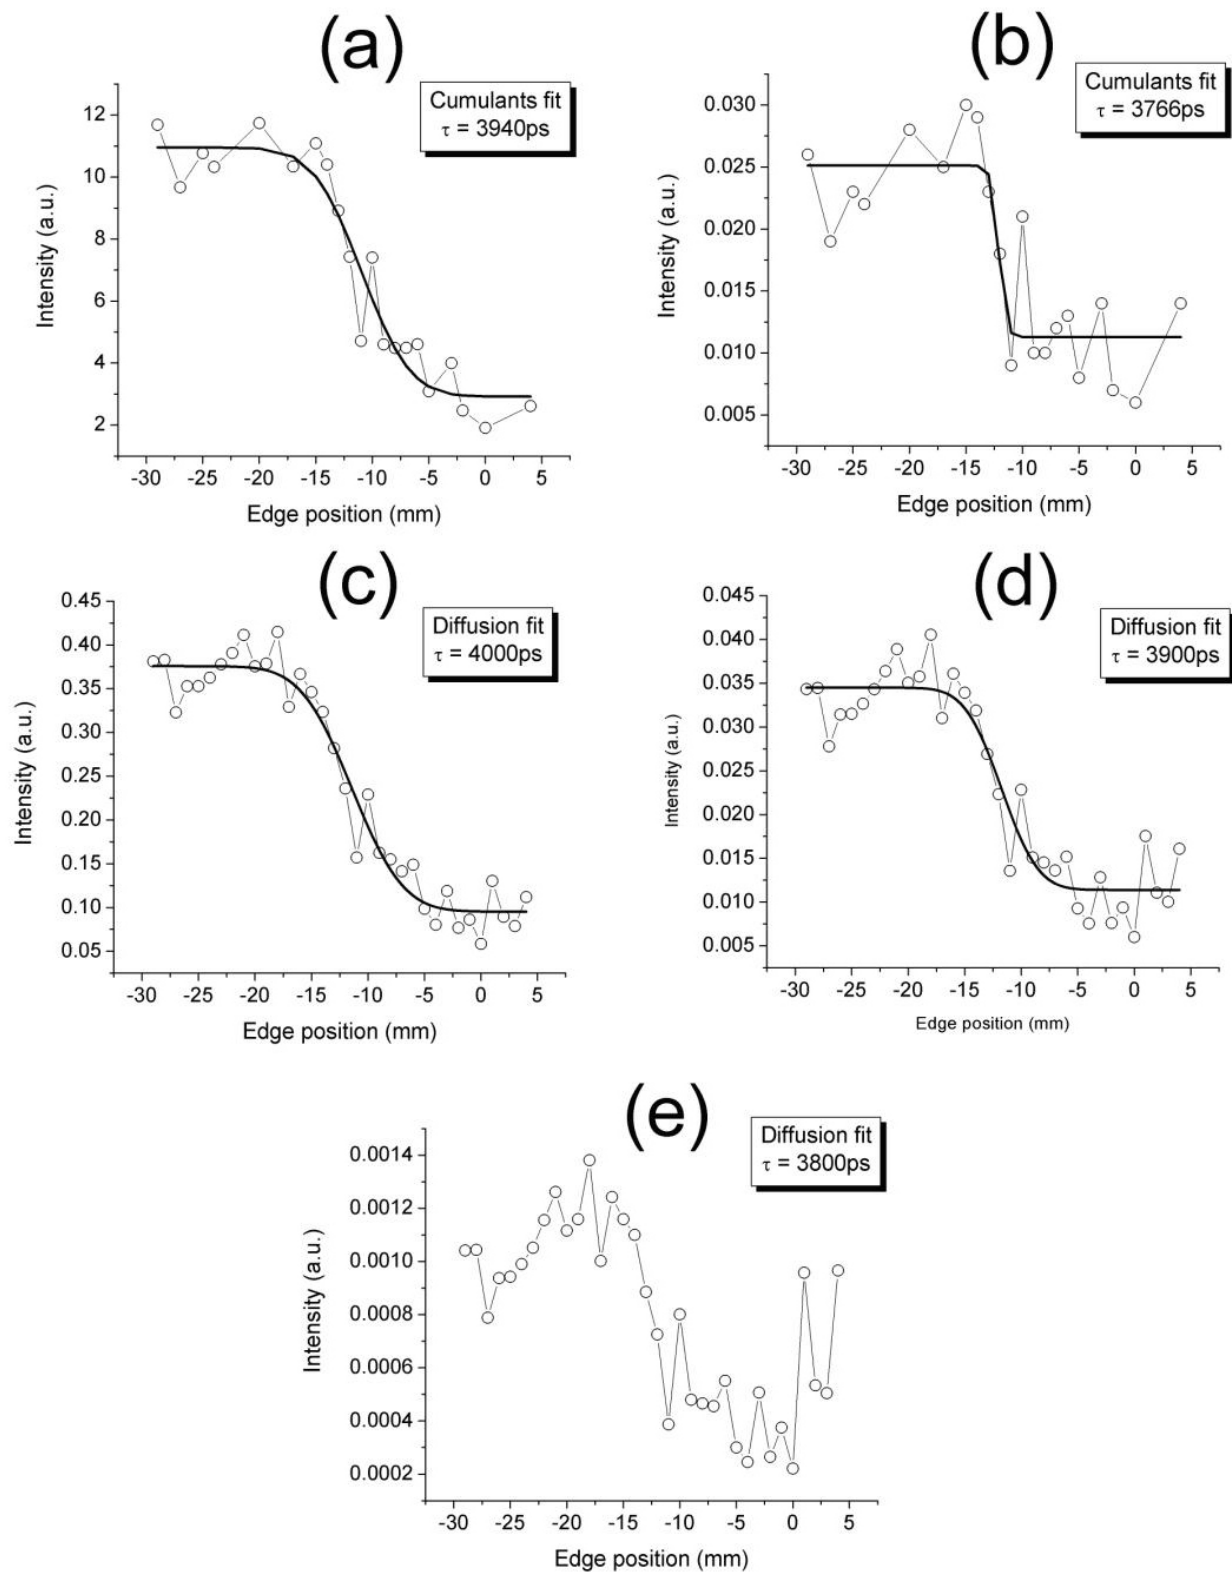 (a)
Cumulants fit
τ = 3940ps
12
10
8
6
4
2
Intensity (a.u.)
-30 -25 -20 -15 -10 -5 0 5
Edge position (mm)
(b)
Cumulants fit
τ = 3766ps
0.030
0.025
0.020
0.015
0.010
0.005
Intensity (a.u.)
-30 -25 -20 -15 -10 -5 0 5
Edge position (mm)
(c)
Diffusion fit
τ = 4000ps
0.45
0.40
0.35
0.30
0.25
0.20
0.15
0.10
0.05
Intensity (a.u.)
-30 -25 -20 -15 -10 -5 0 5
Edge position (mm)
(d)
Diffusion fit
τ = 3900ps
0.045
0.040
0.035
0.030
0.025
0.020
0.015
0.010
0.005
Intensity (a.u.)
-30 -25 -20 -15 -10 -5 0 5
Edge position (mm)
(e)
Diffusion fit
τ = 3800ps
0.0014
0.0012
0.0010
0.0008
0.0006
0.0004
0.0002
Intensity (a.u.)
-30 -25 -20 -15 -10 -5 0 5
Edge position (mm)